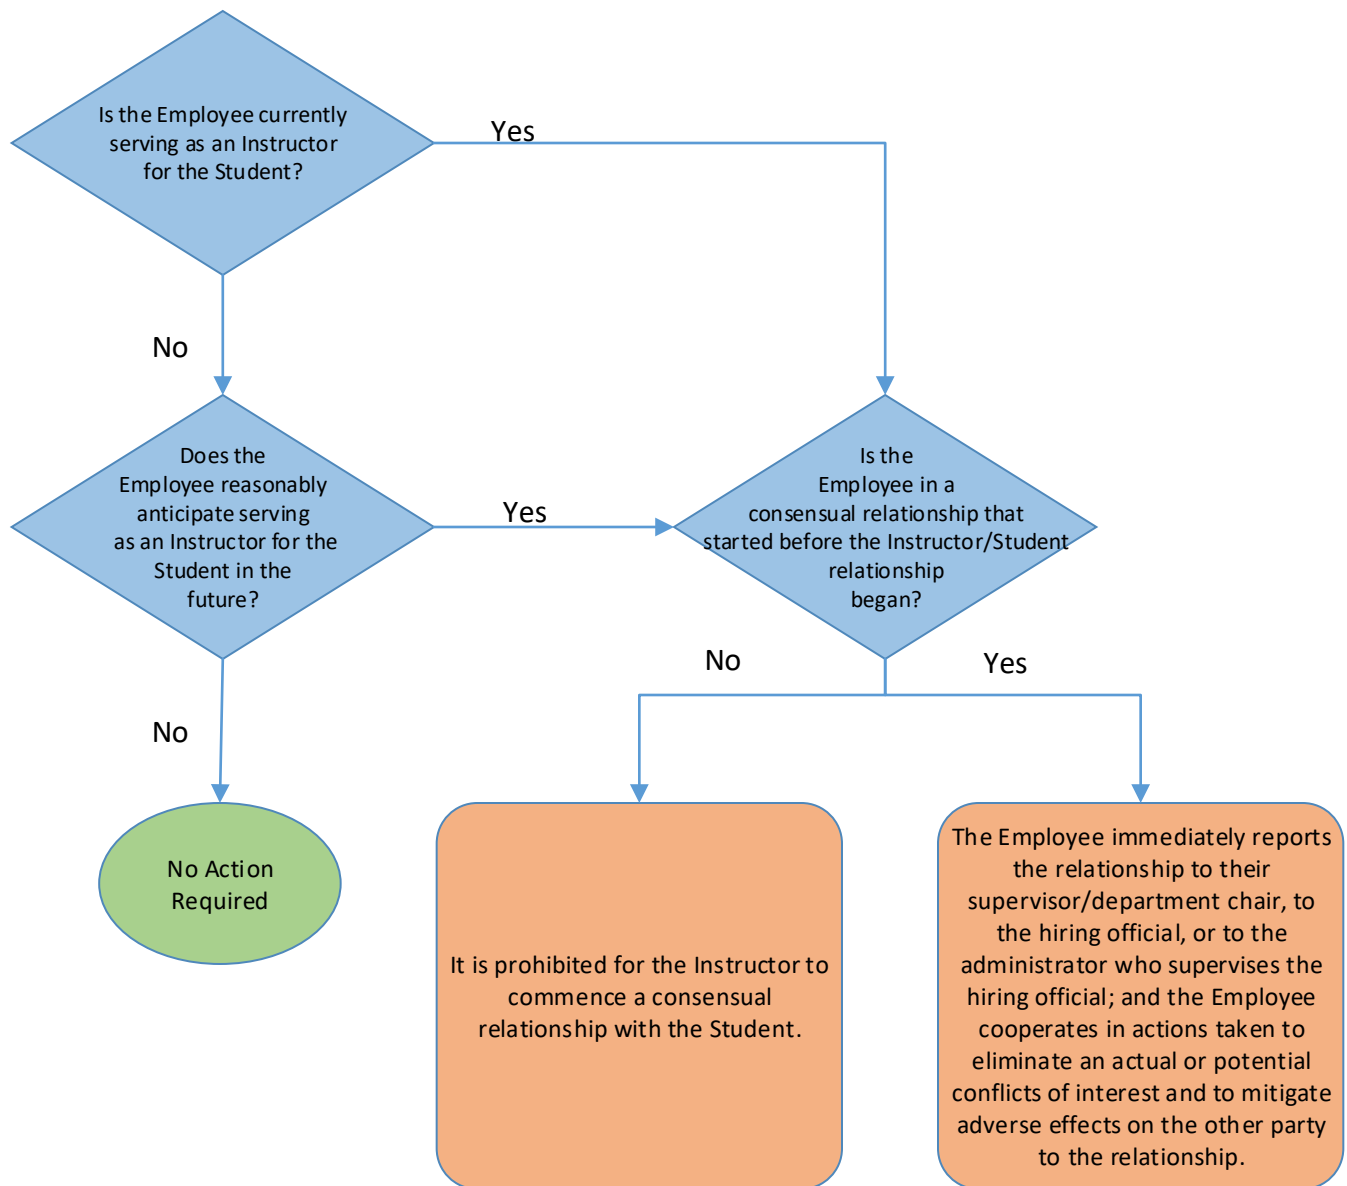 Is the Employee currently
serving as an Instructor
for the Student?
Yes
No
Does the
Employee reasonably
anticipate serving
as an Instructor for the
Student in the
future?
Yes
Is the
Employee in a
consensual relationship that
started before the Instructor/Student
relationship
began?
No
Yes
No
No Action
Required
It is prohibited for the Instructor to
commence a consensual
relationship with the Student.
The Employee immediately reports
the relationship to their
supervisor/department chair, to
the hiring official, or to the
administrator who supervises the
hiring official; and the Employee
cooperates in actions taken to
eliminate an actual or potential
conflicts of interest and to mitigate
adverse effects on the other party
to the relationship.